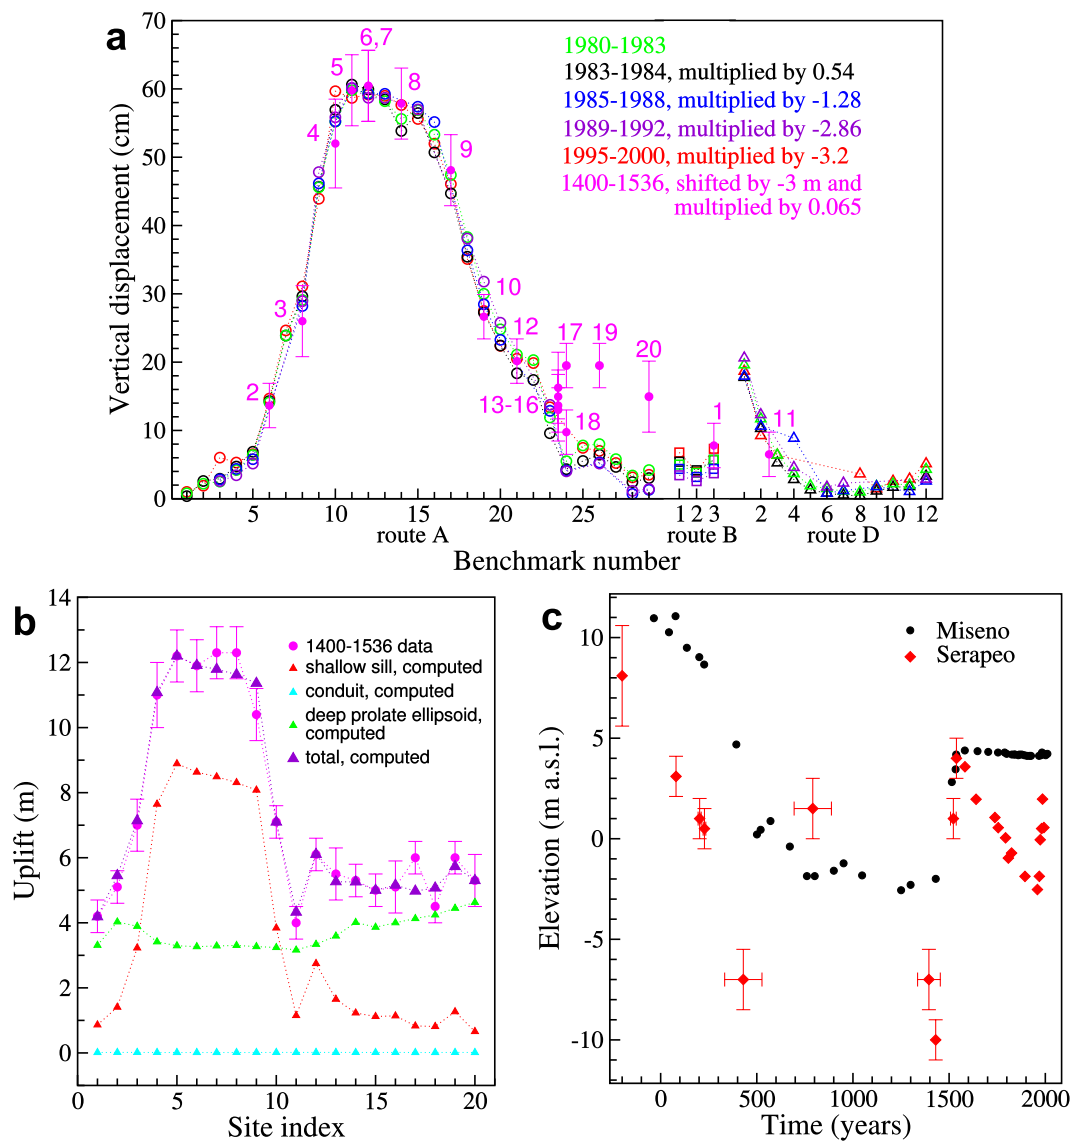 a
70
60
50
40
30
20
10
0
Vertical displacement (cm)
1980-1983
1983-1984, multiplied by 0.54
1985-1988, multiplied by -1.28
1989-1992, multiplied by -2.86
1995-2000, multiplied by -3.2
1400-1536, shifted by -3 m and
multiplied by 0.065
2
3
4
5
6,7
8
9
10
12
13-16
17
18
19
20
1
11
5 10 15 20 25 1 2 3 2 4 6 8 10 12
route A route B route D
Benchmark number
b
14
12
10
8
6
4
2
0
Uplift (m)
1400-1536 data
shallow sill, computed
conduit, computed
deep prolate ellipsoid,
computed
total, computed
0 5 10 15 20
Site index
c
10
5
0
-5
-10
Elevation (m a.s.l.)
Miseno
Serapeo
0 500 1000 1500 2000
Time (years)